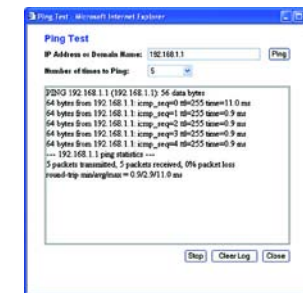 Ping Test - Microsoft Internet Explorer
Ping Test
IP Address or Domain Name: 192.168.1.1 Ping
Number of times to Ping: 5
PING 192.168.1.1 (192.168.1.1): 56 data bytes
64 bytes from 192.168.1.1: icmp_seq=0 ttl=255 time=11.0 ms
64 bytes from 192.168.1.1: icmp_seq=1 ttl=255 time=0.9 ms
64 bytes from 192.168.1.1: icmp_seq=2 ttl=255 time=0.9 ms
64 bytes from 192.168.1.1: icmp_seq=3 ttl=255 time=0.9 ms
64 bytes from 192.168.1.1: icmp_seq=4 ttl=255 time=0.9 ms
--- 192.168.1.1 ping statistics ---
5 packets transmitted, 5 packets received, 0% packet loss
round-trip min/avg/max = 0.9/2.9/11.0 ms
Stop Clear Log Close